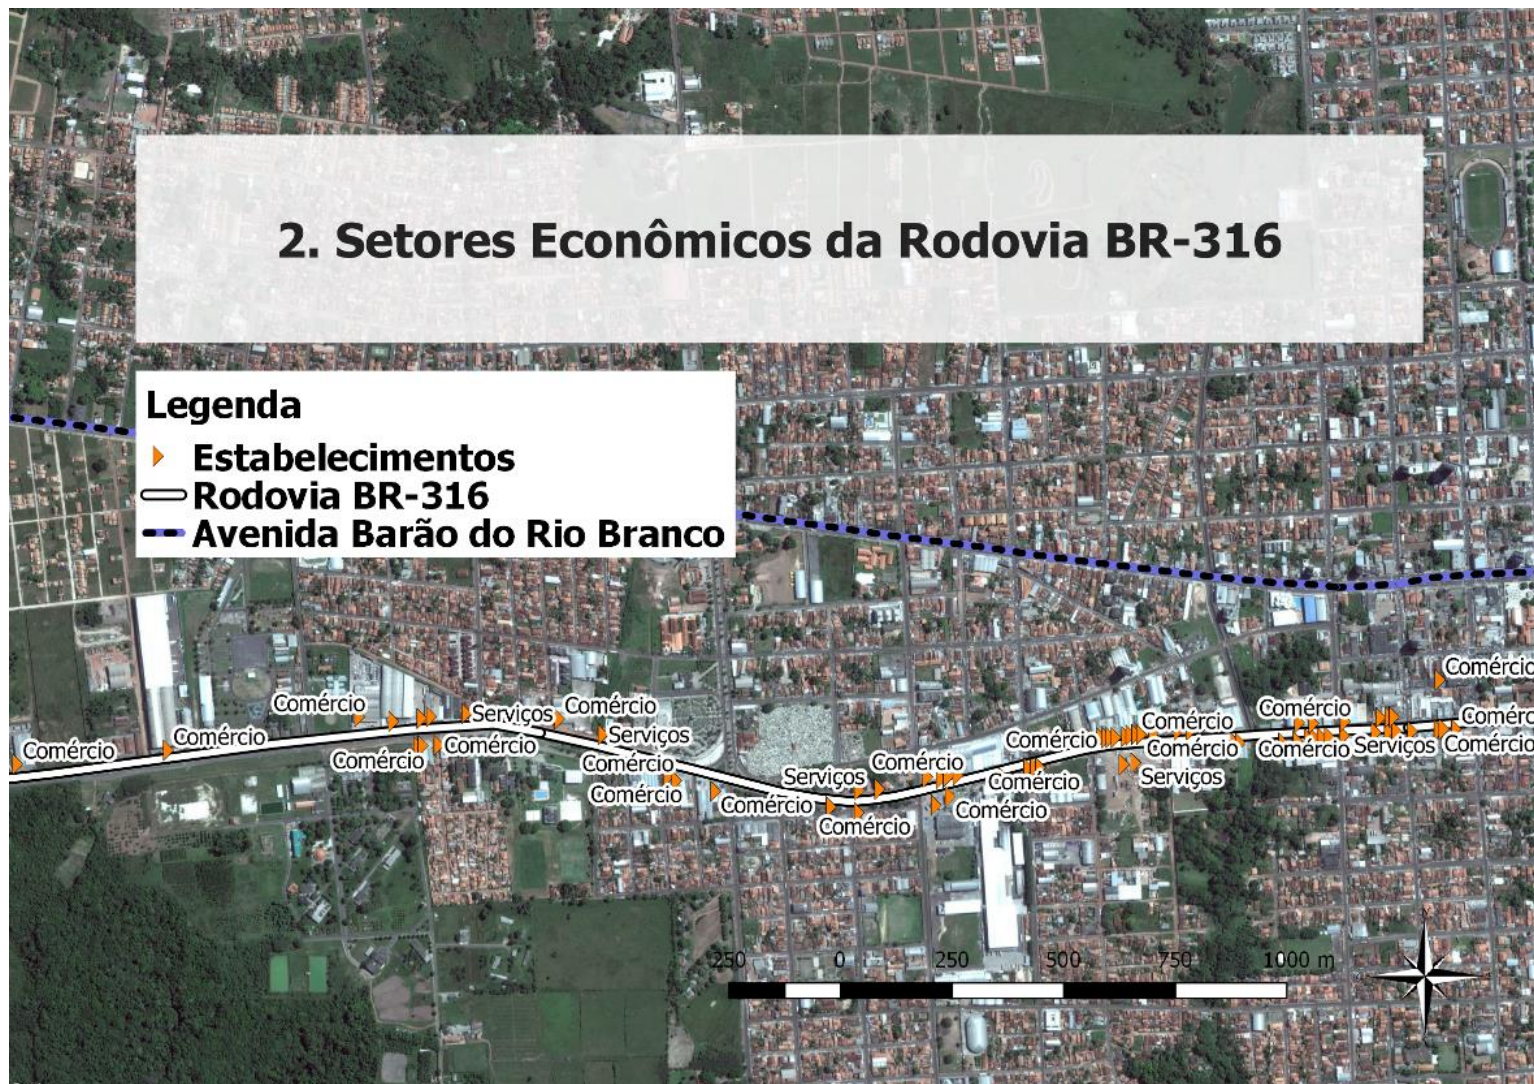 2. Setores Econômicos da Rodovia BR-316
Legenda
Estabelecimentos
Rodovia BR-316
Avenida Barão do Rio Branco
Comércio
Comércio
Comércio
Comércio
Serviços
Comércio
Comércio
Serviços
Comércio
Comércio
Comércio
Serviços
Comércio
Comércio
Comércio
Comércio
Comércio
Comércio
Comércio
Serviços
Comércio
Comércio
Serviços
Comércio
Comérc
Comércio
Comércio
250 0 250 500 750 1000 m